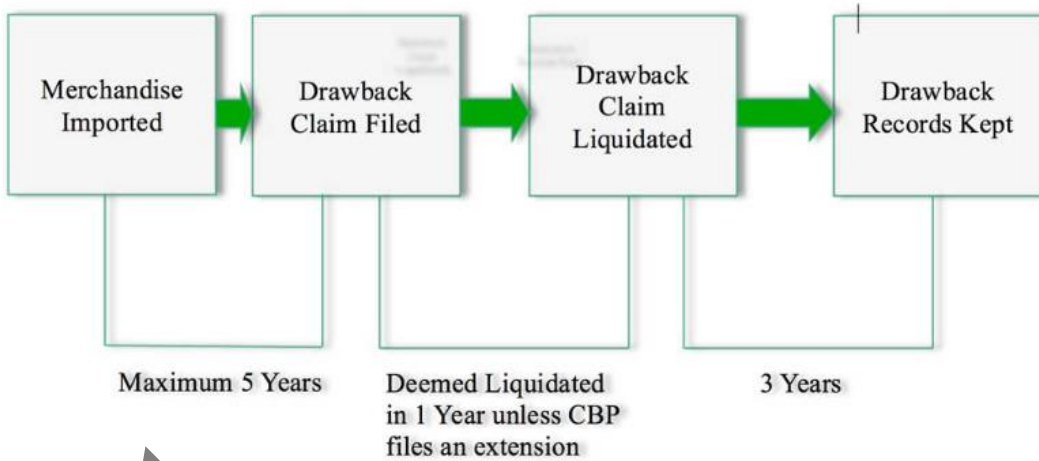 Merchandise
Imported
Drawback
Claim Filed
Drawback
Claim
Liquidated
Drawback
Records Kept
Maximum 5 Years
Deemed Liquidated
in 1 Year unless CBP
files an extension
3 Years